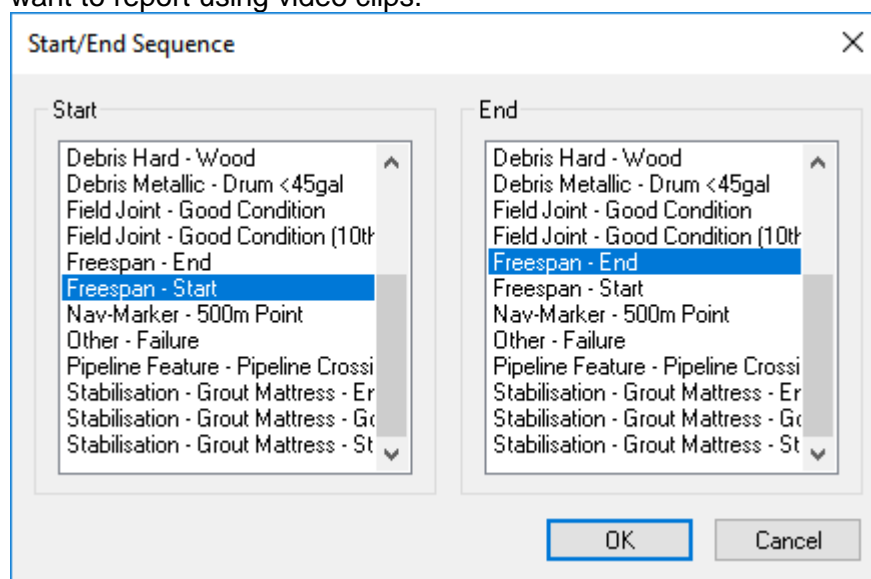 want to report using video clips.
Start/End Sequence
Start
Debris Hard - Wood
Debris Metallic - Drum <45gal
Field Joint - Good Condition
Field Joint - Good Condition (10th
Freespan - End
Freespan - Start
Nav-Marker - 500m Point
Other - Failure
Pipeline Feature - Pipeline Crossi
Stabilisation - Grout Mattress - Er
Stabilisation - Grout Mattress - Go
Stabilisation - Grout Mattress - St
End
Debris Hard - Wood
Debris Metallic - Drum <45gal
Field Joint - Good Condition
Field Joint - Good Condition (10th
Freespan - End
Freespan - Start
Nav-Marker - 500m Point
Other - Failure
Pipeline Feature - Pipeline Crossi
Stabilisation - Grout Mattress - Er
Stabilisation - Grout Mattress - Go
Stabilisation - Grout Mattress - St
OK
Cancel